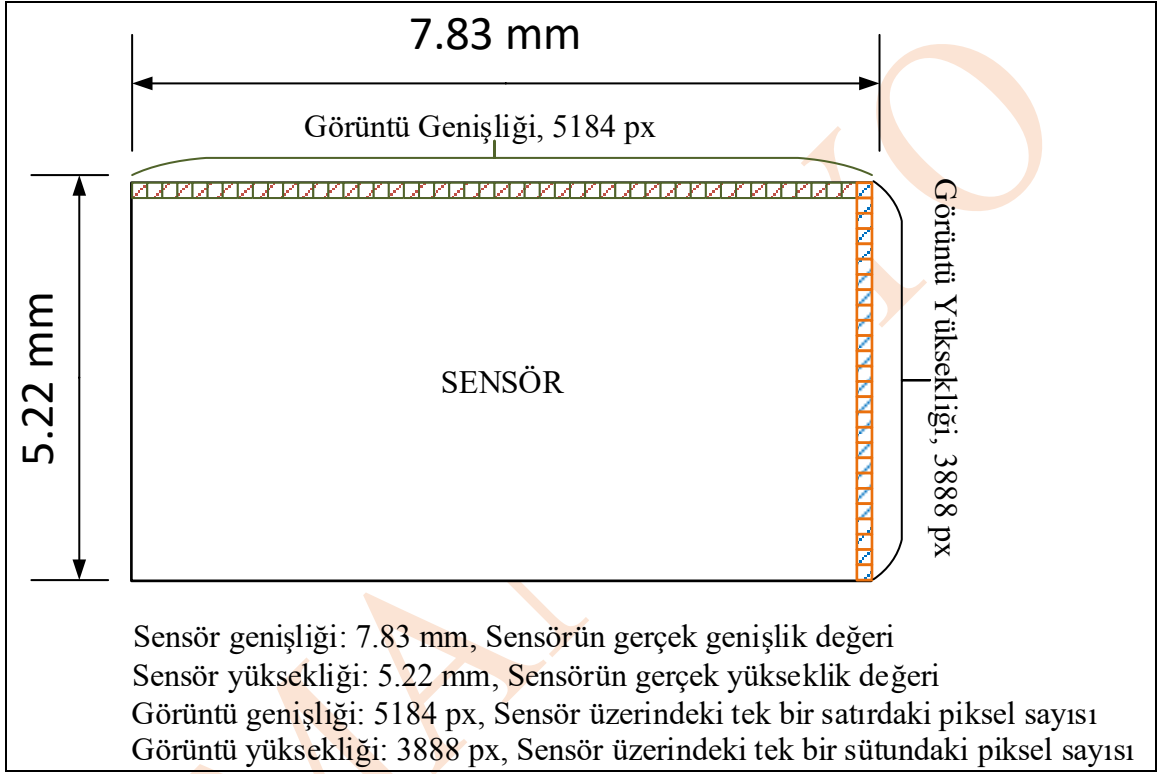 7.83 mm
Görüntü Genişliği, 5184 px
Görüntü Yüksekliği, 3888 px
5.22 mm
SENSÖR
Sensör genişliği: 7.83 mm, Sensörün gerçek genişlik değeri
Sensör yüksekliği: 5.22 mm, Sensörün gerçek yükseklik değeri
Görüntü genişliği: 5184 px, Sensör üzerindeki tek bir satırdaki piksel sayısı
Görüntü yüksekliği: 3888 px, Sensör üzerindeki tek bir sütundaki piksel sayısı